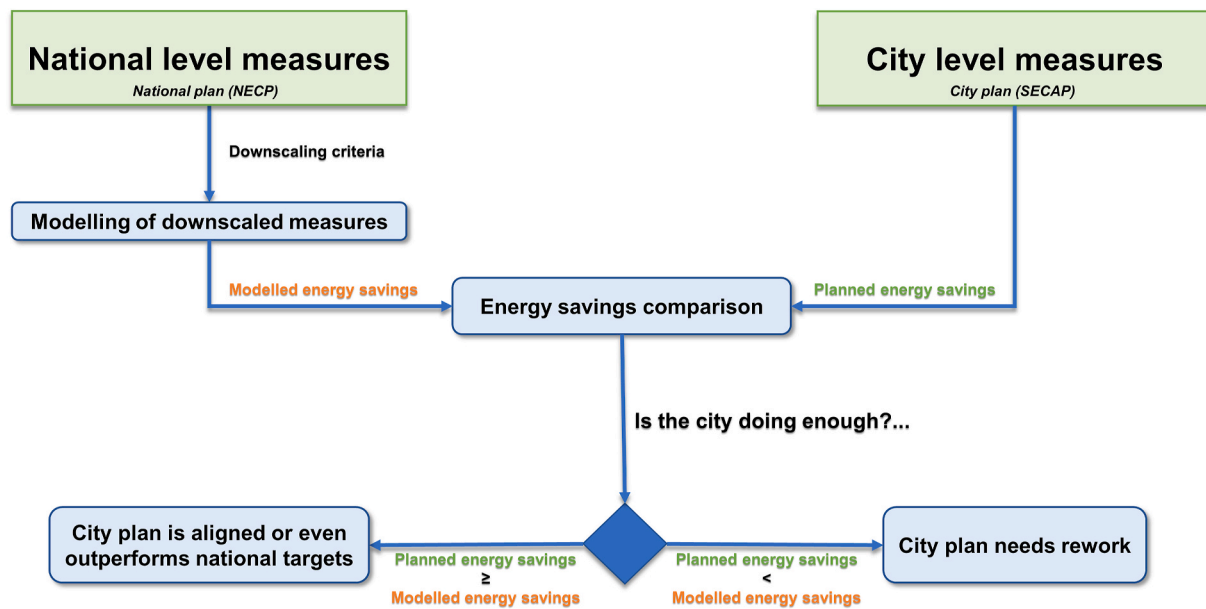 National level measures
National plan (NECP)
City level measures
City plan (SECAP)
Downscaling criteria
Modelling of downscaled measures
Modelled energy savings
Planned energy savings
Energy savings comparison
Is the city doing enough?...
City plan is aligned or even
outperforms national targets
Planned energy savings
≥
Modelled energy savings
Planned energy savings
<
Modelled energy savings
City plan needs rework